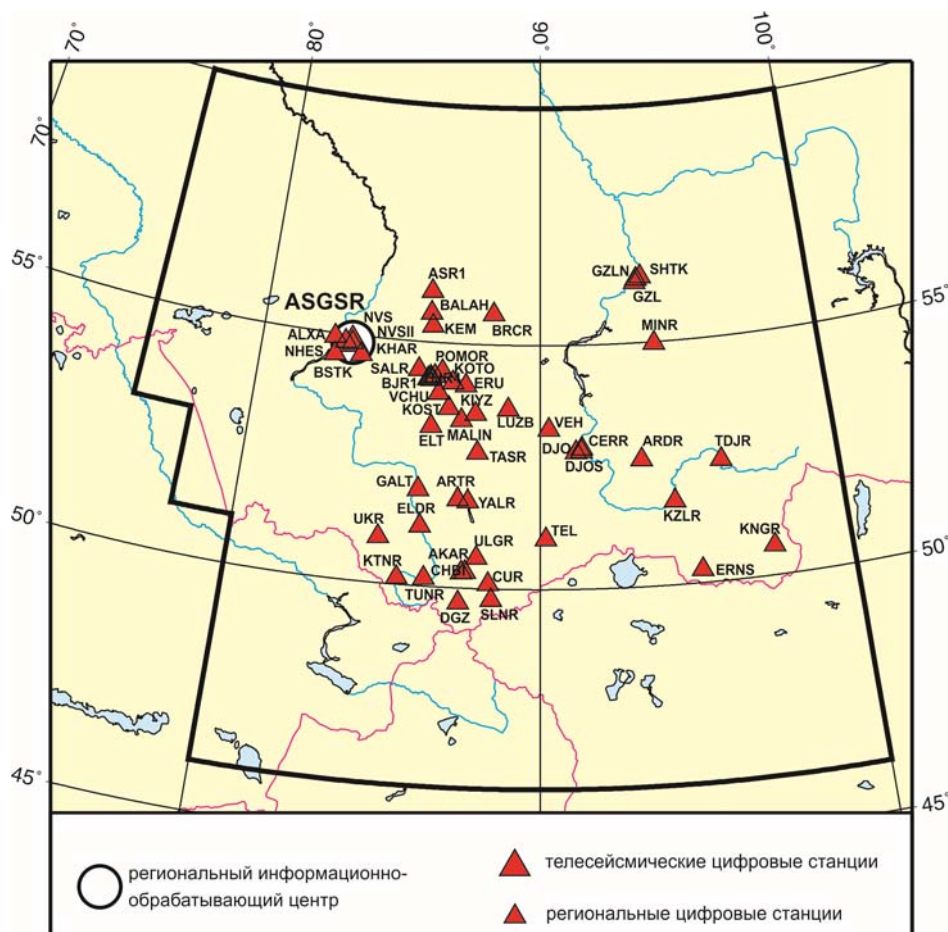 70°
80°
90°
100°
70°
55°
55°
50°
50°
45°
45°
ASR1
GZLN
SHTK
GZL
BALAH
ASGSR
NVS
KEM
BRCR
MINR
ALXA
NVSII
NHES
KHAR
BSTK
SALR
POMOR
BJR1
KOTO
ERU
VCHU
KIYZ
KOST
LUZB
VEH
ELT
MALIN
DJO
CERR
ARDR
TDJR
TASR
DJOS
GALT
ARTR
YALR
KZLR
ELDR
UKR
TEL
KNGR
ULGR
AKAR
KTNR
CHBI
CUR
ERNS
TUNR
DGZ
SLNR
региональный информационно-
обрабатывающий центр
телесейсмические цифровые станции
региональные цифровые станции